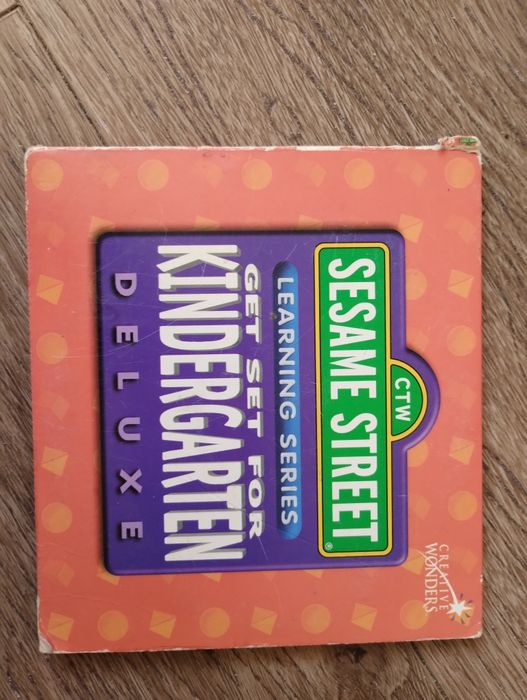 CTW
SESAME STREET®
LEARNING SERIES
GET SET FOR
KINDERGARTEN
DELUXE
CREATIVE
WONDERS